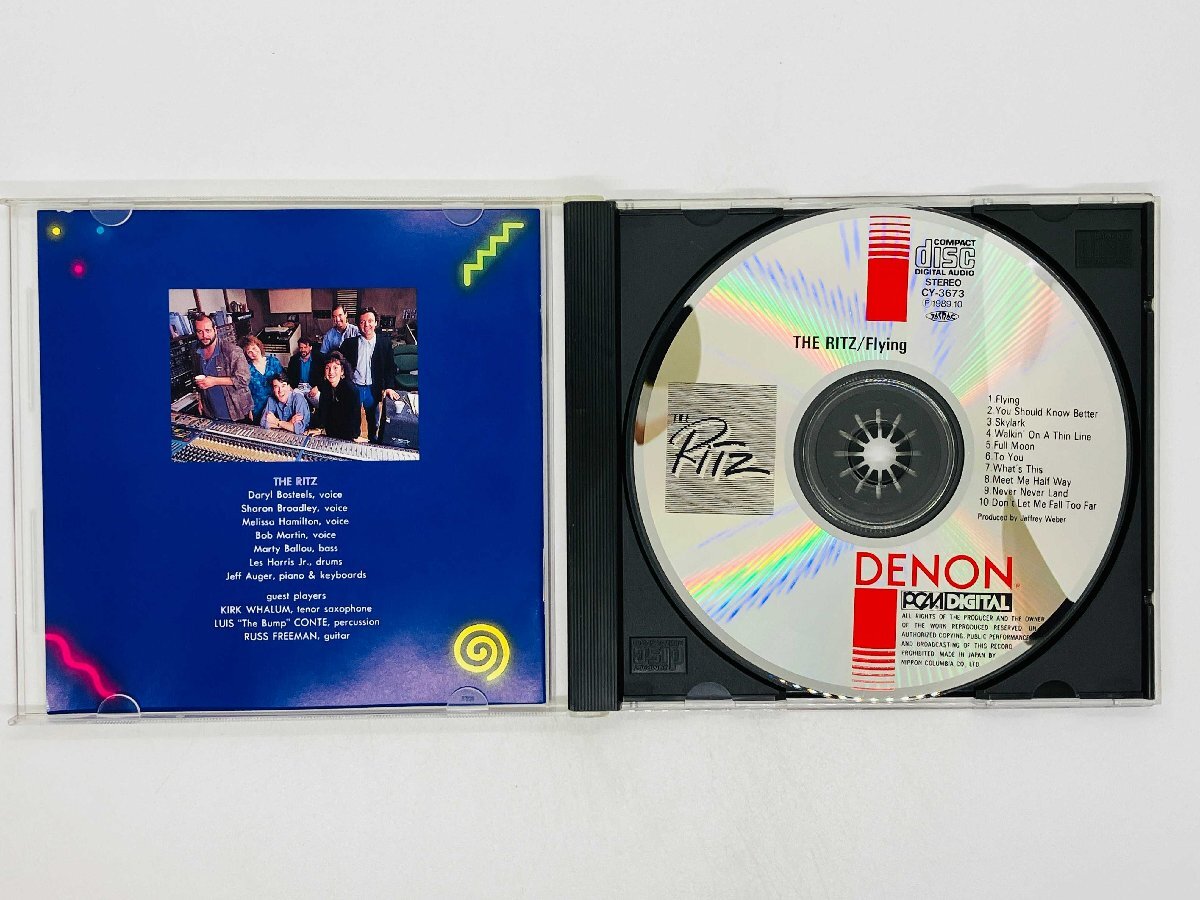 THE RITZ
Daryl Bosteels, voice
Sharon Broadley, voice
Melissa Hamilton, voice
Bob Martin, voice
Marty Ballou, bass
Les Harris Jr., drums
Jeff Auger, piano & keyboards
guest players
KIRK WHALUM, tenor saxophone
LUIS "The Bump" CONTE, percussion
RUSS FREEMAN, guitar
COMPACT
disc
DIGITAL AUDIO
STEREO
CY-3673
P 1989.10
THE RITZ/Flying
THE
RITZ
1 Flying
2. You Should Know Better
3. Skylark
4 Walkin' On A Thin Line
5. Full Moon
6. To You
7. What's This
8. Meet Me Half Way
9. Never Never Land
10 Don't Let Me Fall Too Far
Produced by Jeffrey Weber
DENON
PCM DIGITAL
ALL RIGHTS OF THE PRODUCER AND THE OWNER
OF THE WORK REPRODUCED RESERVED. UN-
AUTHORIZED COPYING, PUBLIC PERFORMANCE
AND BROADCASTING OF THIS RECORD
PROHIBITED MADE IN JAPAN BY
NIPPON COLUMBIA CO., LTD.